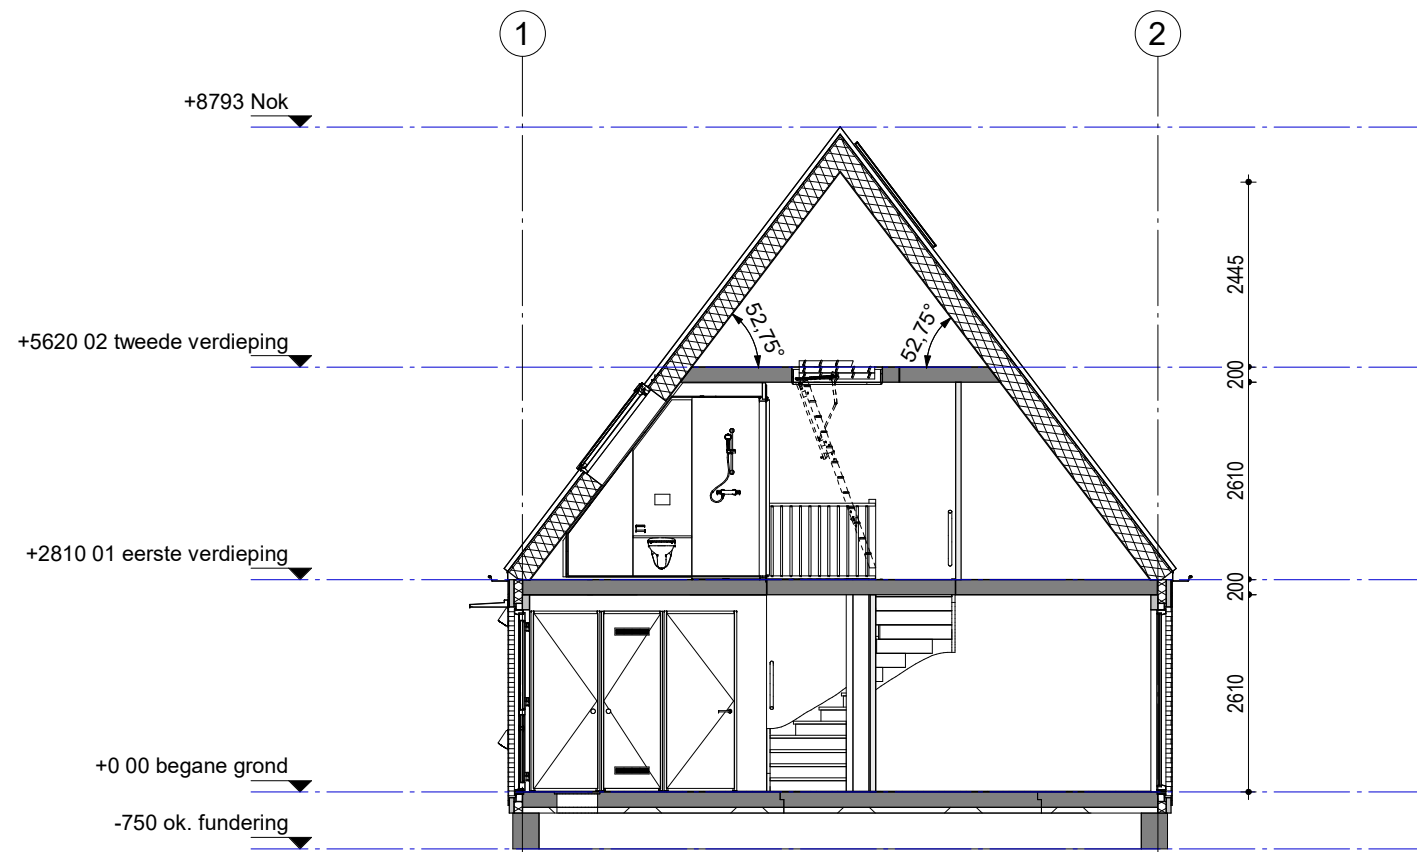 1
2
+8793 Nok
2445
52,75°
52,75°
+5620 02 tweede verdieping
200
2610
+2810 01 eerste verdieping
200
2610
+0 00 begane grond
-750 ok. fundering